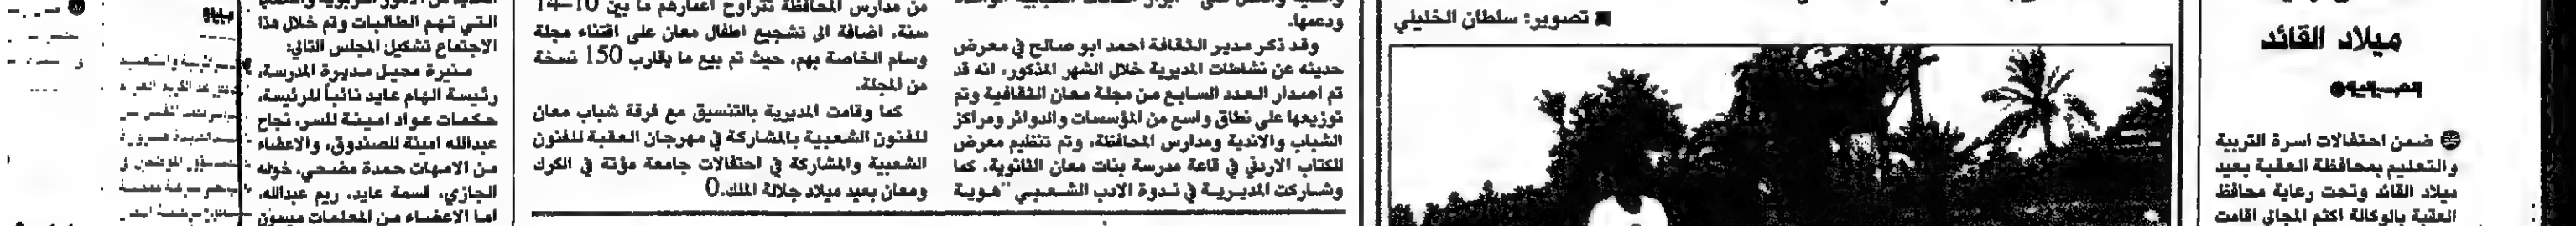 ميلاد القائد
ضمن احتفالات اسرة التربية
والتعليم بمحافظة العقبة بعيد
ميلاد القائد وتحت رعاية محافظ
العقبة بالوكالة اكثم المجالي اقامت
تصوير: سلطان الخليلي
ودعمها.
وقد ذكر مدير الثقافة احمد ابو صالح في معرض
حديثه عن نشاطات المديرية خلال الشهر المذكور، انه قد
تم اصدار العدد السابع من مجلة معان الثقافية وتم
توزيعها على نطاق واسع من المؤسسات والدوائر ومراكز
الشباب والاندية ومدارس المحافظة، وتم تنظيم معرض
للكتاب الاردني في قاعة مدرسة بنات معان الثانوية، كما
وشاركت المديرية في ندوة الادب الشعبي "هوية
من مدارس المحافظة تتراوح اعمارهم ما بين 10-14
سنة، اضافة الى تشجيع اطفال معان على اقتناء مجلة
وسام الخاصة بهم، حيث تم بيع ما يقارب 150 نسخة
من المجلة.
كما وقامت المديرية بالتنسيق مع فرقة شباب معان
للفنون الشعبية بالمشاركة في مهرجان العقبة للفنون
الشعبية والمشاركة في احتفالات جامعة مؤتة في الكرك
ومعان بعيد ميلاد جلالة الملك.0
التي تهم الطالبات وتم خلال هذا
الاجتماع تشكيل المجلس التالي:
منيرة محيل مديرة المدرسة،
رئيسة الهام عايد نائباً للرئيسة،
حكمات عواد امينة للسر، نجاح
عبدالله امينة للصندوق، والاعضاء
من الامهات حمدة مضحي، خولة
الجازي، قسمة عايد، ريم عبدالله،
اما الاعضاء من المعلمات ميسون